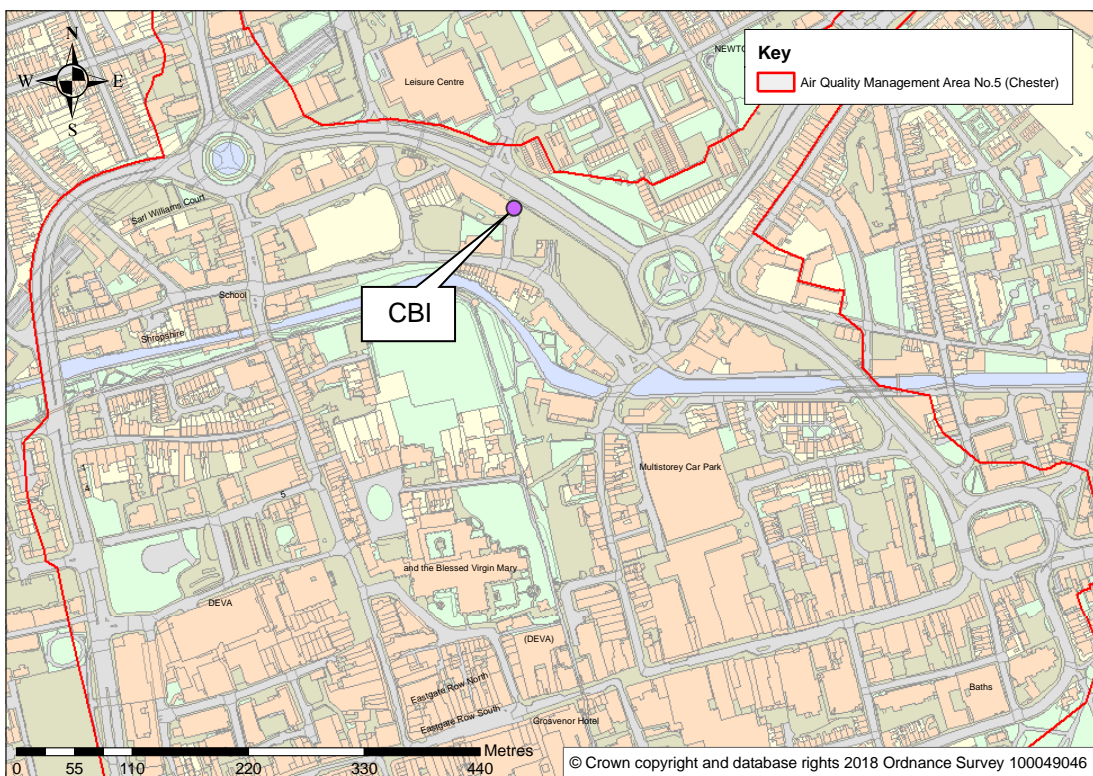 N
W E
S
Leisure Centre
Key
Air Quality Management Area No.5 (Chester)
Sarl Williams Court
CBI
School
Shropshire
Multistorey Car Park
5
4
and the Blessed Virgin Mary
DEVA
(DEVA)
Eastgate Row North
Eastgate Row South
Grosvenor Hotel
Baths
Metres
0 55 110 220 330 440
© Crown copyright and database rights 2018 Ordnance Survey 100049046